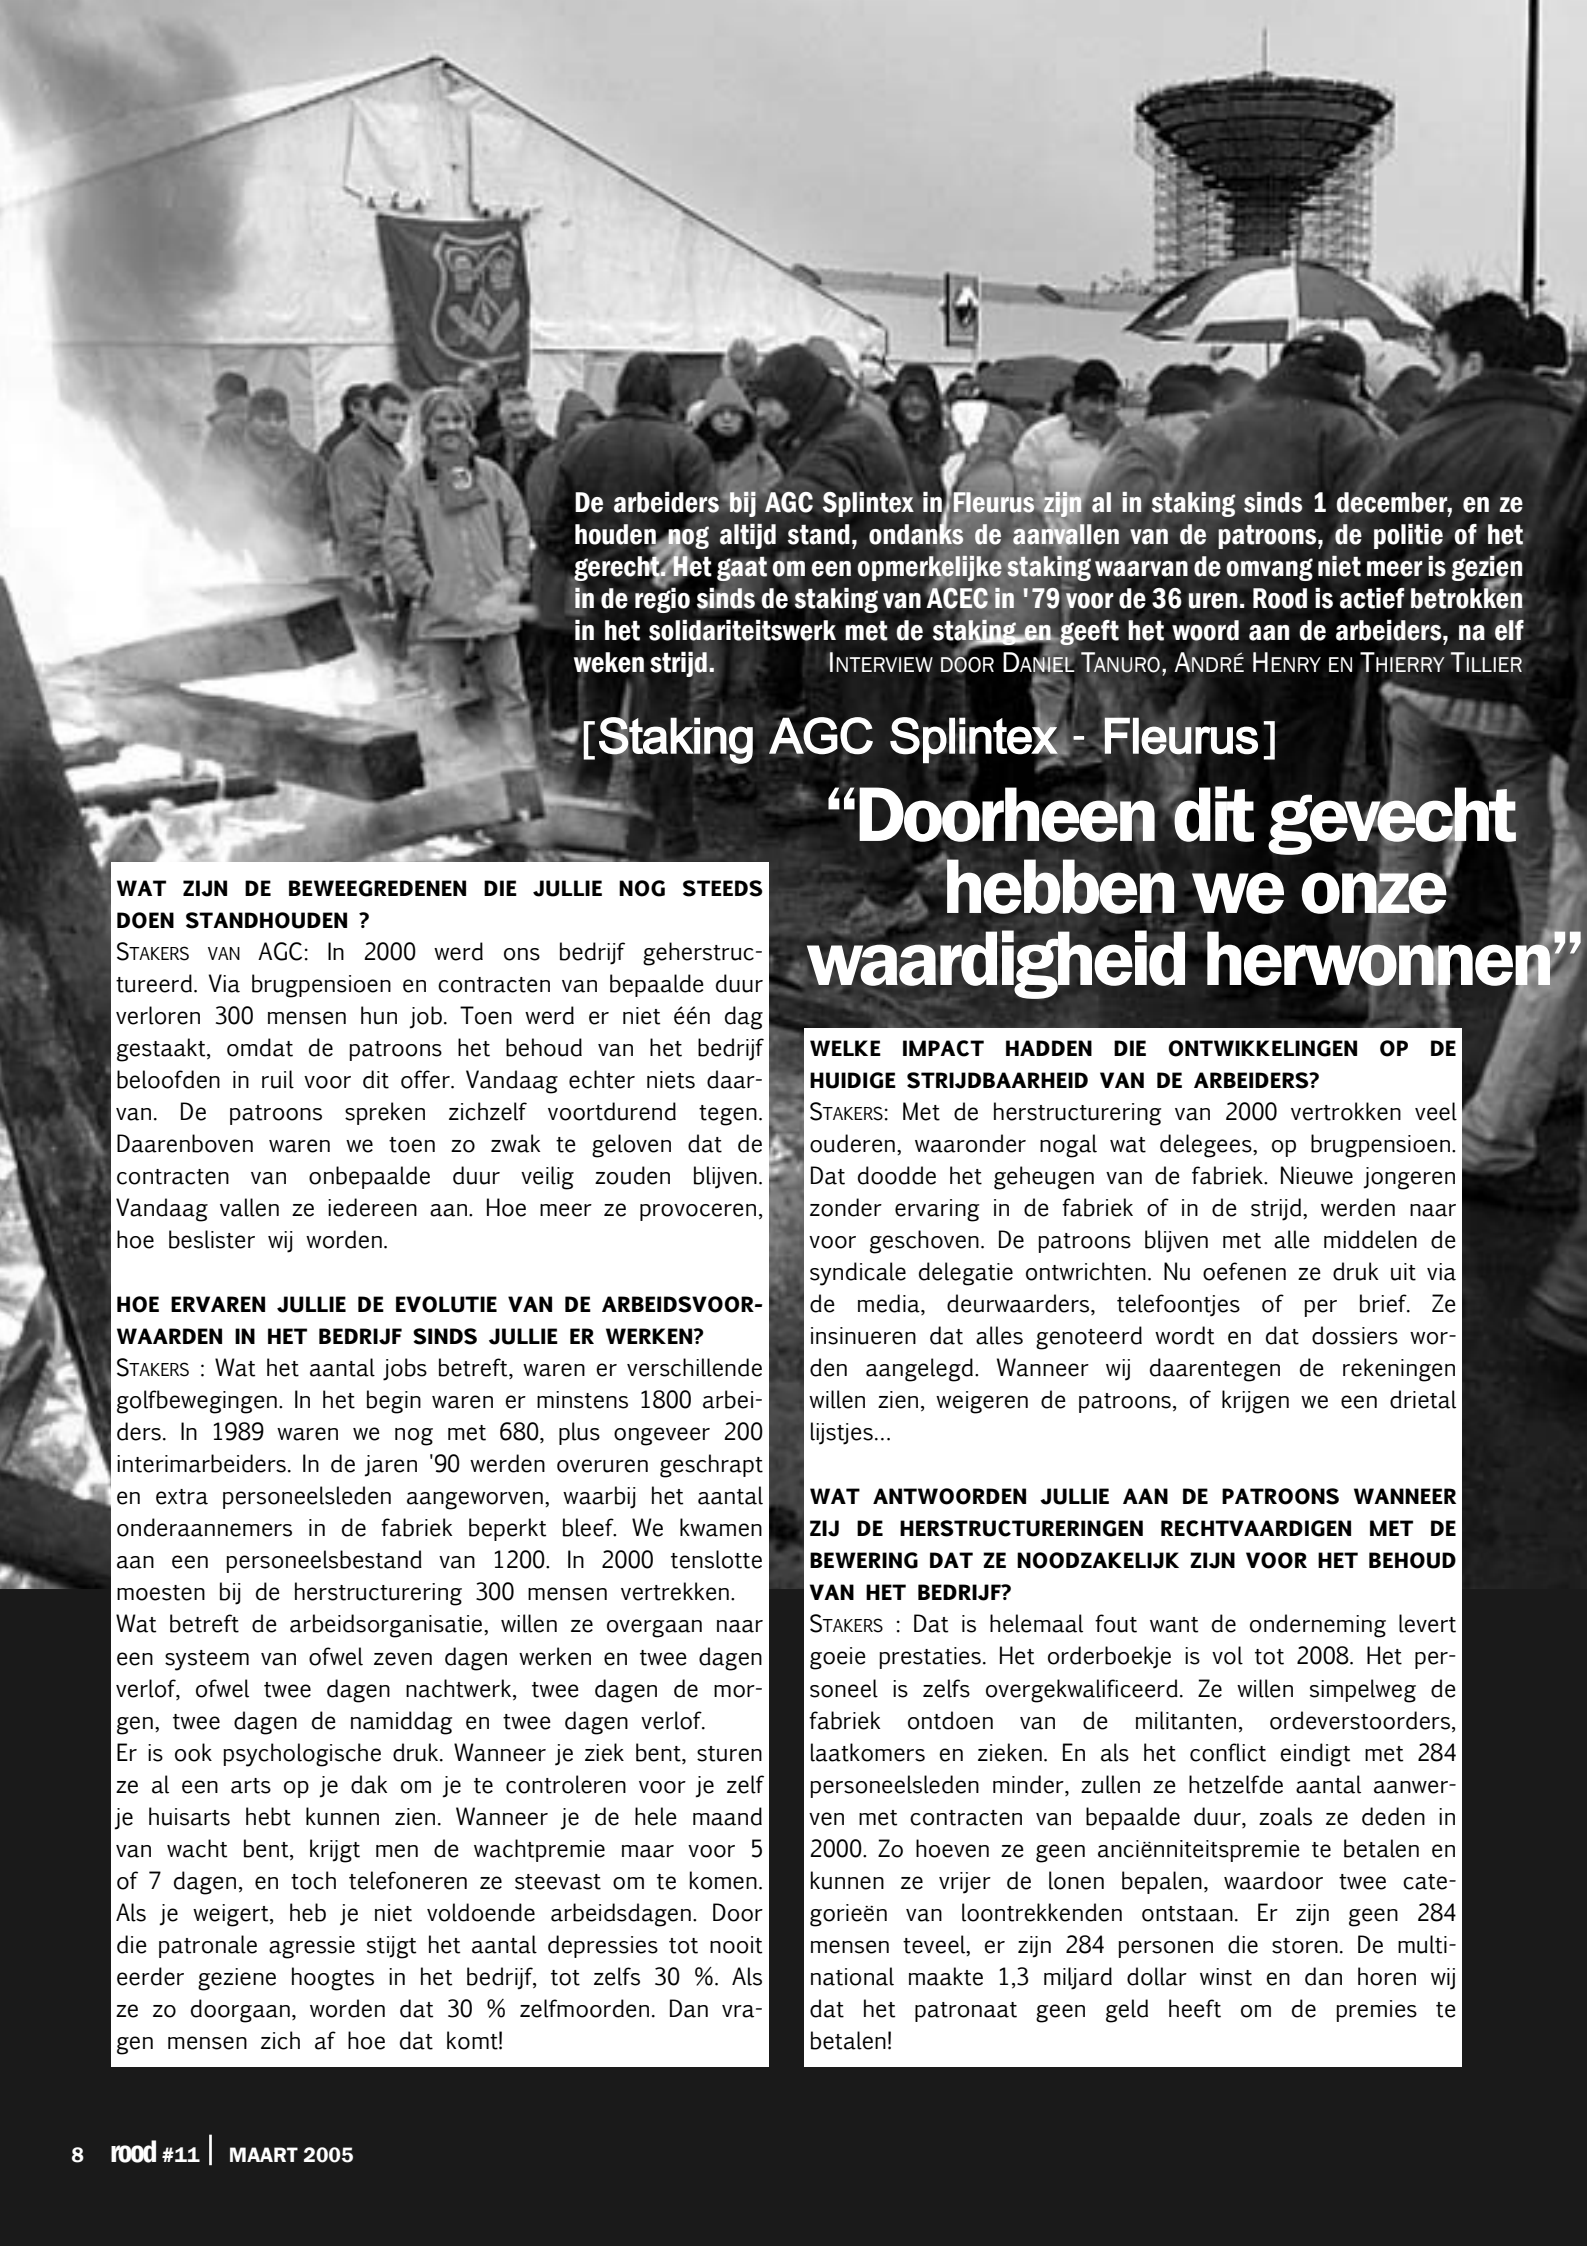 De arbeiders bij AGC Splintex in Fleurus zijn al in staking sinds 1 december, en ze
houden nog altijd stand, ondanks de aanvallen van de patroons, de politie of het
gerecht. Het gaat om een opmerkelijke staking waarvan de omvang niet meer is gezien
in de regio sinds de staking van ACEC in '79 voor de 36 uren. Rood is actief betrokken
in het solidariteitswerk met de staking en geeft het woord aan de arbeiders, na elf
weken strijd. INTERVIEW DOOR DANIEL TANURO, ANDRÉ HENRY EN THIERRY TILLIER
[Staking AGC Splintex - Fleurus]
“Doorheen dit gevecht
hebben we onze
waardigheid herwonnen”
WAT ZIJN DE BEWEEGREDENEN DIE JULLIE NOG STEEDS
DOEN STANDHOUDEN ?
STAKERS VAN AGC: In 2000 werd ons bedrijf geherstruc-
tureerd. Via brugpensioen en contracten van bepaalde duur
verloren 300 mensen hun job. Toen werd er niet één dag
gestaakt, omdat de patroons het behoud van het bedrijf
beloofden in ruil voor dit offer. Vandaag echter niets daar-
van. De patroons spreken zichzelf voortdurend tegen.
Daarenboven waren we toen zo zwak te geloven dat de
contracten van onbepaalde duur veilig zouden blijven.
Vandaag vallen ze iedereen aan. Hoe meer ze provoceren,
hoe beslister wij worden.
HOE ERVAREN JULLIE DE EVOLUTIE VAN DE ARBEIDSVOOR-
WAARDEN IN HET BEDRIJF SINDS JULLIE ER WERKEN?
STAKERS : Wat het aantal jobs betreft, waren er verschillende
golfbewegingen. In het begin waren er minstens 1800 arbei-
ders. In 1989 waren we nog met 680, plus ongeveer 200
interimarbeiders. In de jaren '90 werden overuren geschrapt
en extra personeelsleden aangeworven, waarbij het aantal
onderaannemers in de fabriek beperkt bleef. We kwamen
aan een personeelsbestand van 1200. In 2000 tenslotte
moesten bij de herstructurering 300 mensen vertrekken.
Wat betreft de arbeidsorganisatie, willen ze overgaan naar
een systeem van ofwel zeven dagen werken en twee dagen
verlof, ofwel twee dagen nachtwerk, twee dagen de mor-
gen, twee dagen de namiddag en twee dagen verlof.
Er is ook psychologische druk. Wanneer je ziek bent, sturen
ze al een arts op je dak om je te controleren voor je zelf
je huisarts hebt kunnen zien. Wanneer je de hele maand
van wacht bent, krijgt men de wachtpremie maar voor 5
of 7 dagen, en toch telefoneren ze steevast om te komen.
Als je weigert, heb je niet voldoende arbeidsdagen. Door
die patronale agressie stijgt het aantal depressies tot nooit
eerder geziene hoogtes in het bedrijf, tot zelfs 30 %. Als
ze zo doorgaan, worden dat 30 % zelfmoorden. Dan vra-
gen mensen zich af hoe dat komt!
WELKE IMPACT HADDEN DIE ONTWIKKELINGEN OP DE
HUIDIGE STRIJDBAARHEID VAN DE ARBEIDERS?
STAKERS: Met de herstructurering van 2000 vertrokken veel
ouderen, waaronder nogal wat delegees, op brugpensioen.
Dat doodde het geheugen van de fabriek. Nieuwe jongeren
zonder ervaring in de fabriek of in de strijd, werden naar
voor geschoven. De patroons blijven met alle middelen de
syndicale delegatie ontwrichten. Nu oefenen ze druk uit via
de media, deurwaarders, telefoontjes of per brief. Ze
insinueren dat alles genoteerd wordt en dat dossiers wor-
den aangelegd. Wanneer wij daarentegen de rekeningen
willen zien, weigeren de patroons, of krijgen we een drietal
lijstjes...
WAT ANTWOORDEN JULLIE AAN DE PATROONS WANNEER
ZIJ DE HERSTRUCTURERINGEN RECHTVAARDIGEN MET DE
BEWERING DAT ZE NOODZAKELIJK ZIJN VOOR HET BEHOUD
VAN HET BEDRIJF?
STAKERS : Dat is helemaal fout want de onderneming levert
goeie prestaties. Het orderboekje is vol tot 2008. Het per-
soneel is zelfs overgekwalificeerd. Ze willen simpelweg de
fabriek ontdoen van de militanten, ordeverstoorders,
laatkomers en zieken. En als het conflict eindigt met 284
personeelsleden minder, zullen ze hetzelfde aantal aanwer-
ven met contracten van bepaalde duur, zoals ze deden in
2000. Zo hoeven ze geen anciënniteitspremie te betalen en
kunnen ze vrijer de lonen bepalen, waardoor twee cate-
gorieën van loontrekkenden ontstaan. Er zijn geen 284
mensen teveel, er zijn 284 personen die storen. De multi-
national maakte 1,3 miljard dollar winst en dan horen wij
dat het patronaat geen geld heeft om de premies te
betalen!
8 rood #11 | MAART 2005